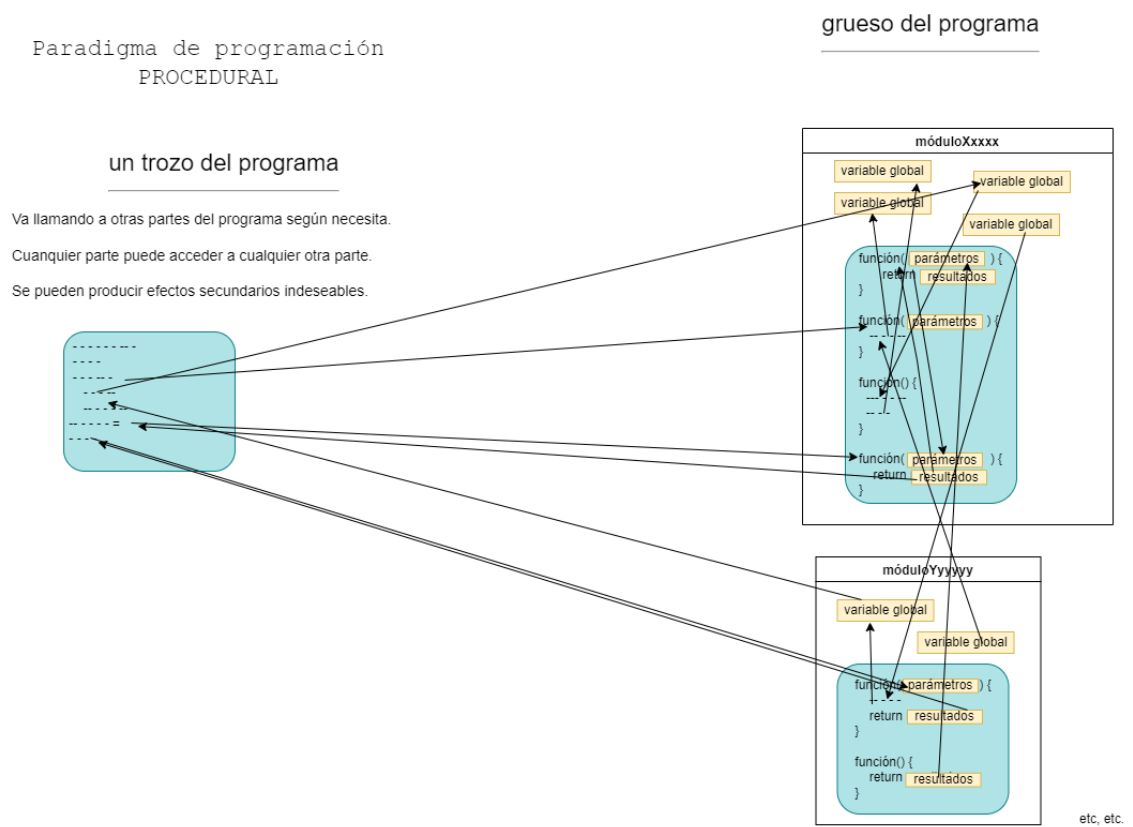 Paradigma de programación
PROCEDURAL
grueso del programa
un trozo del programa
Va llamando a otras partes del programa según necesita.
Cuanquier parte puede acceder a cualquier otra parte.
Se pueden producir efectos secundarios indeseables.
móduloXxxxx
variable global
variable global
variable global
variable global
función( parámetros ) {
return resultados
}
función( parámetros ) {
}
función() {
}
función( parámetros ) {
return resultados
}
móduloYyyyyy
variable global
variable global
función( parámetros ) {
return resultados
}
función() {
return resultados
}
etc, etc.